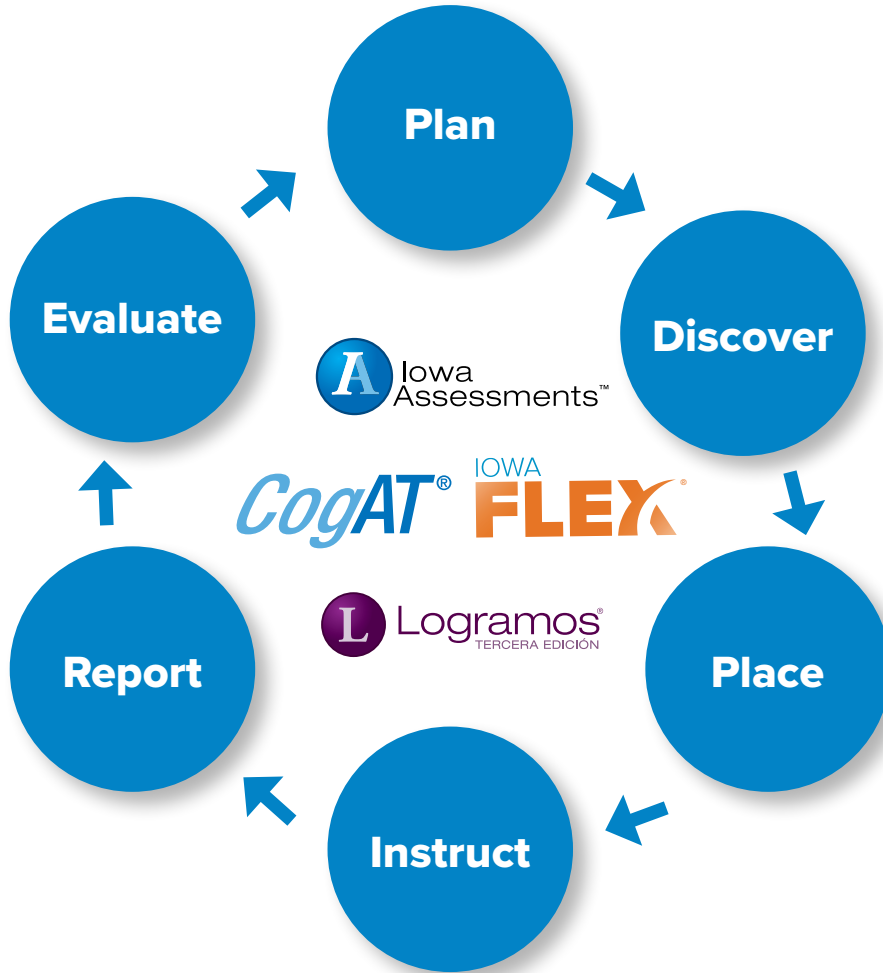 Plan
Discover
Place
Instruct
Report
Evaluate
A Iowa
Assessments™
CogAT®
IOWA
FLEX®
L Logramos®
TERCERA EDICIÓN